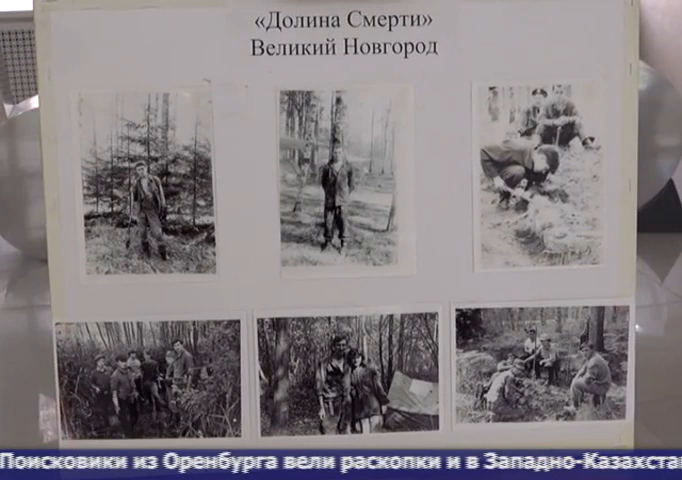 «Долина Смерти»
Великий Новгород
Поисковики из Оренбурга вели раскопки и в Западно-Казахста